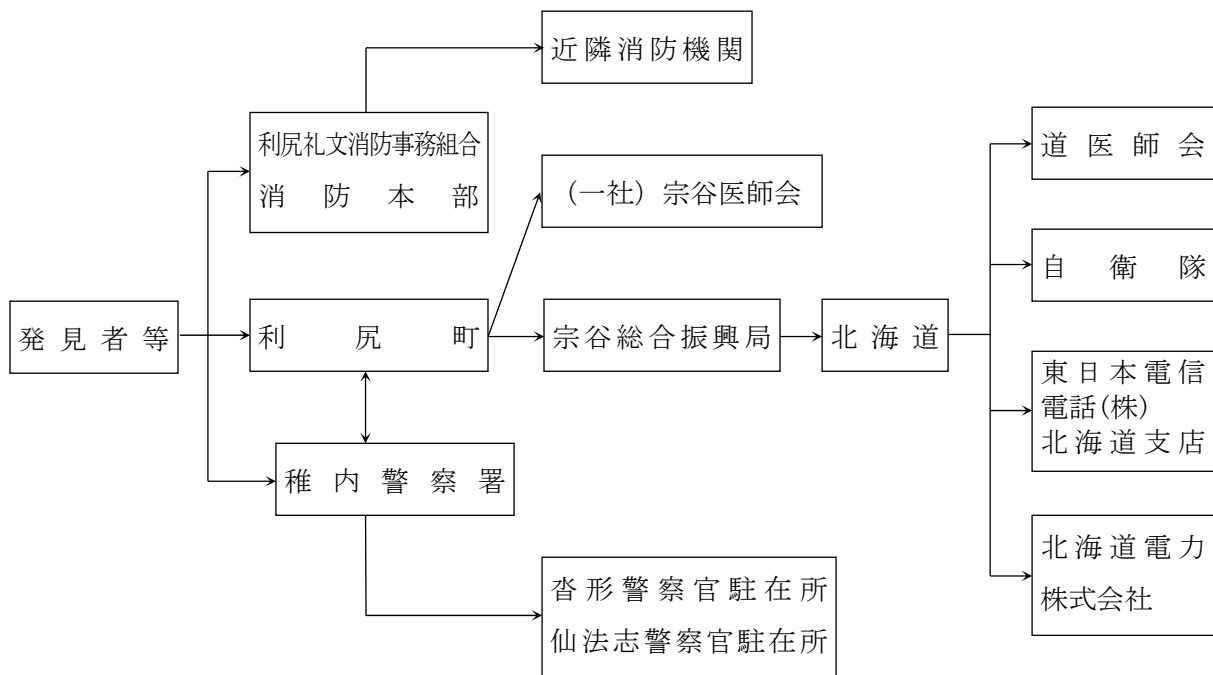 近隣消防機関
利尻礼文消防事務組合
消防本部
(一社)宗谷医師会
道医師会
自衛隊
発見者等
利尻町
宗谷総合振興局
北海道
東日本電信
電話(株)
北海道支店
稚内警察署
北海道電力
株式会社
沓形警察官駐在所
仙法志警察官駐在所